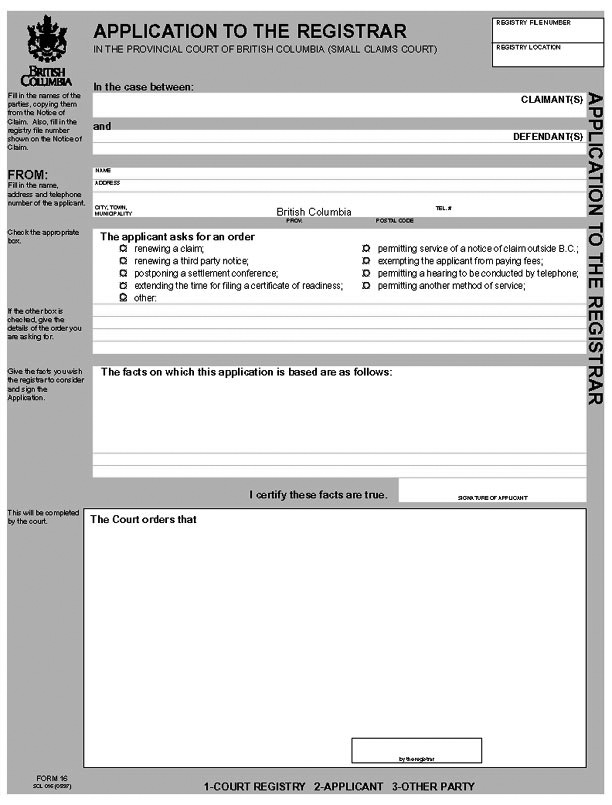 APPLICATION TO THE REGISTRAR
IN THE PROVINCIAL COURT OF BRITISH COLUMBIA (SMALL CLAIMS COURT)
REGISTRY FILE NUMBER
REGISTRY LOCATION
BRITISH
COLUMBIA
In the case between:
Fill in the names of the
parties, copying them
from the Notice of
Claim. Also, fill in the
registry file number
shown on the Notice of
Claim.
CLAIMANT(S)
and
DEFENDANT(S)
APPLICATION TO THE REGISTRAR
FROM:
Fill in the name,
address and telephone
number of the applicant.
NAME
ADDRESS
CITY, TOWN,
MUNICIPALITY
British Columbia
PROV.
POSTAL CODE
TEL.#
Check the appropriate
box.
The applicant asks for an order
renewing a claim;
renewing a third party notice;
postponing a settlement conference;
extending the time for filing a certificate of readiness;
other:
permitting service of a notice of claim outside B.C.;
exempting the applicant from paying fees;
permitting a hearing to be conducted by telephone;
permitting another method of service;
If the other box is
checked, give the
details of the order you
are asking for.
Give the facts you wish
the registrar to consider
and sign the
Application.
The facts on which this application is based are as follows:
I certify these facts are true.
SIGNATURE OF APPLICANT
This will be completed
by the court.
The Court orders that
by the registrar
FORM 16
SCL 016 (02/97)
1-COURT REGISTRY 2-APPLICANT 3-OTHER PARTY